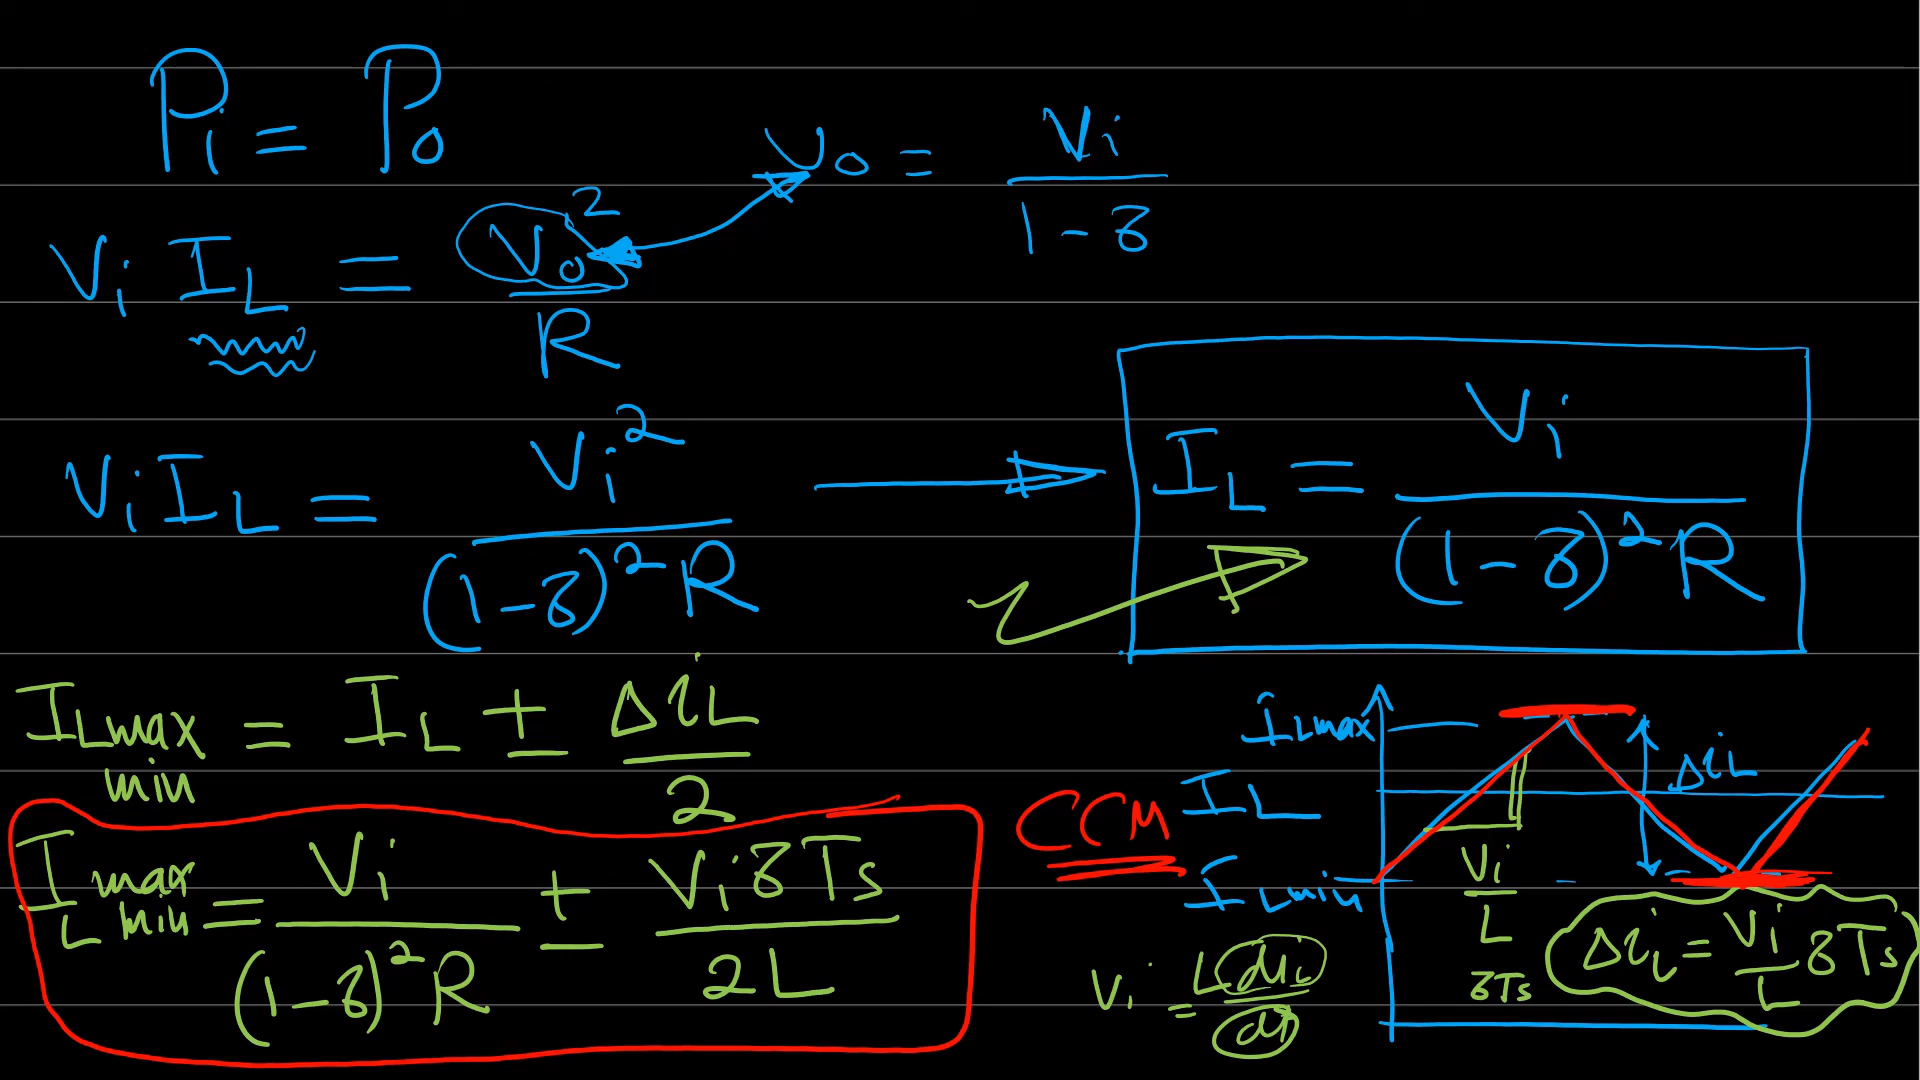 Pi = Po
Vo = Vi / (1-δ)
Vi IL = Vo² / R
Vi IL = Vi² / ((1-δ)² R)
IL = Vi / ((1-δ)² R)
ILmax min = IL ± ΔiL / 2
IL max min = Vi / ((1-δ)² R) ± Vi δTs / 2L
CCM
iLmax
IL
ILmin
ΔiL
Vi / L
δTs
Vi = L diL / dt
ΔiL = Vi / L δTs